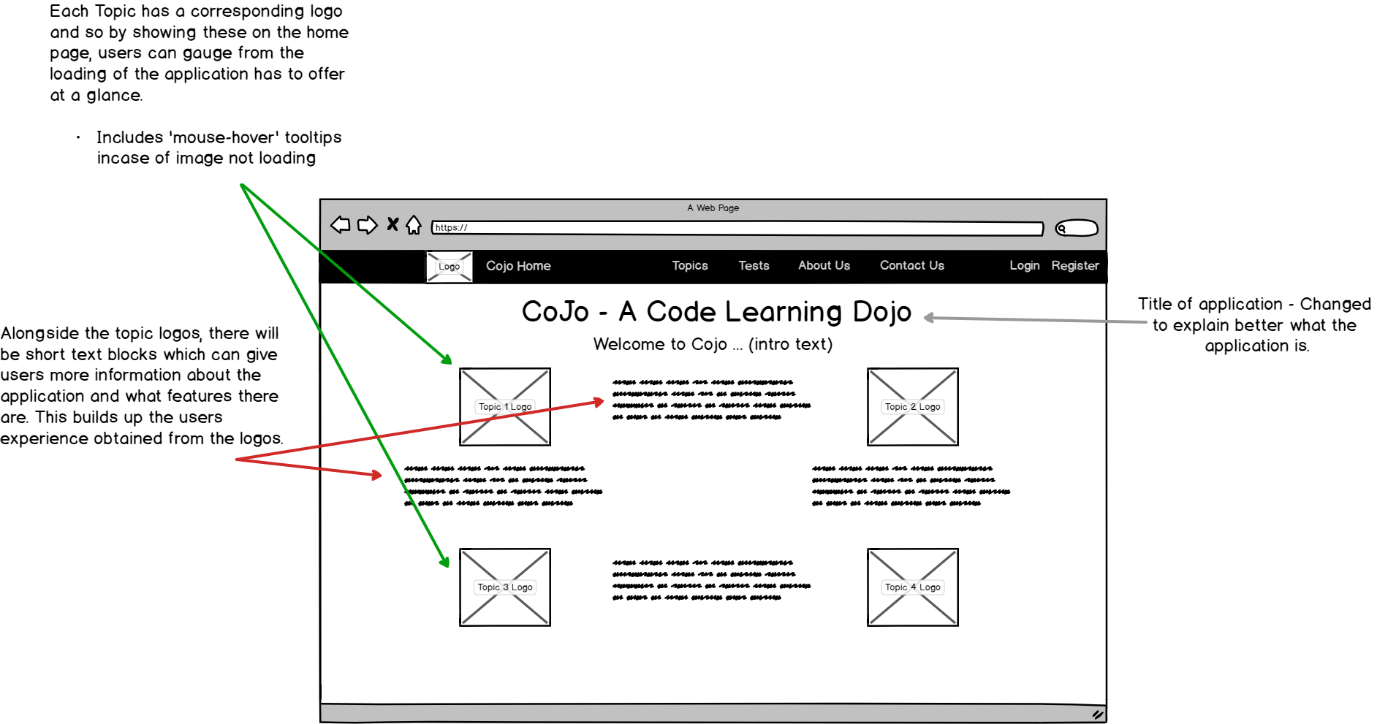 Each Topic has a corresponding logo
and so by showing these on the home
page, users can gauge from the
loading of the application has to offer
at a glance.
· Includes 'mouse-hover' tooltips
incase of image not loading
A Web Page
https://
Logo
Cojo Home
Topics
Tests
About Us
Contact Us
Login
Register
CoJo - A Code Learning Dojo
Welcome to Cojo ... (intro text)
Title of application - Changed
to explain better what the
application is.
Alongside the topic logos, there will
be short text blocks which can give
users more information about the
application and what features there
are. This builds up the users
experience obtained from the logos.
Topic 1 Logo
Topic 2 Logo
Topic 3 Logo
Topic 4 Logo